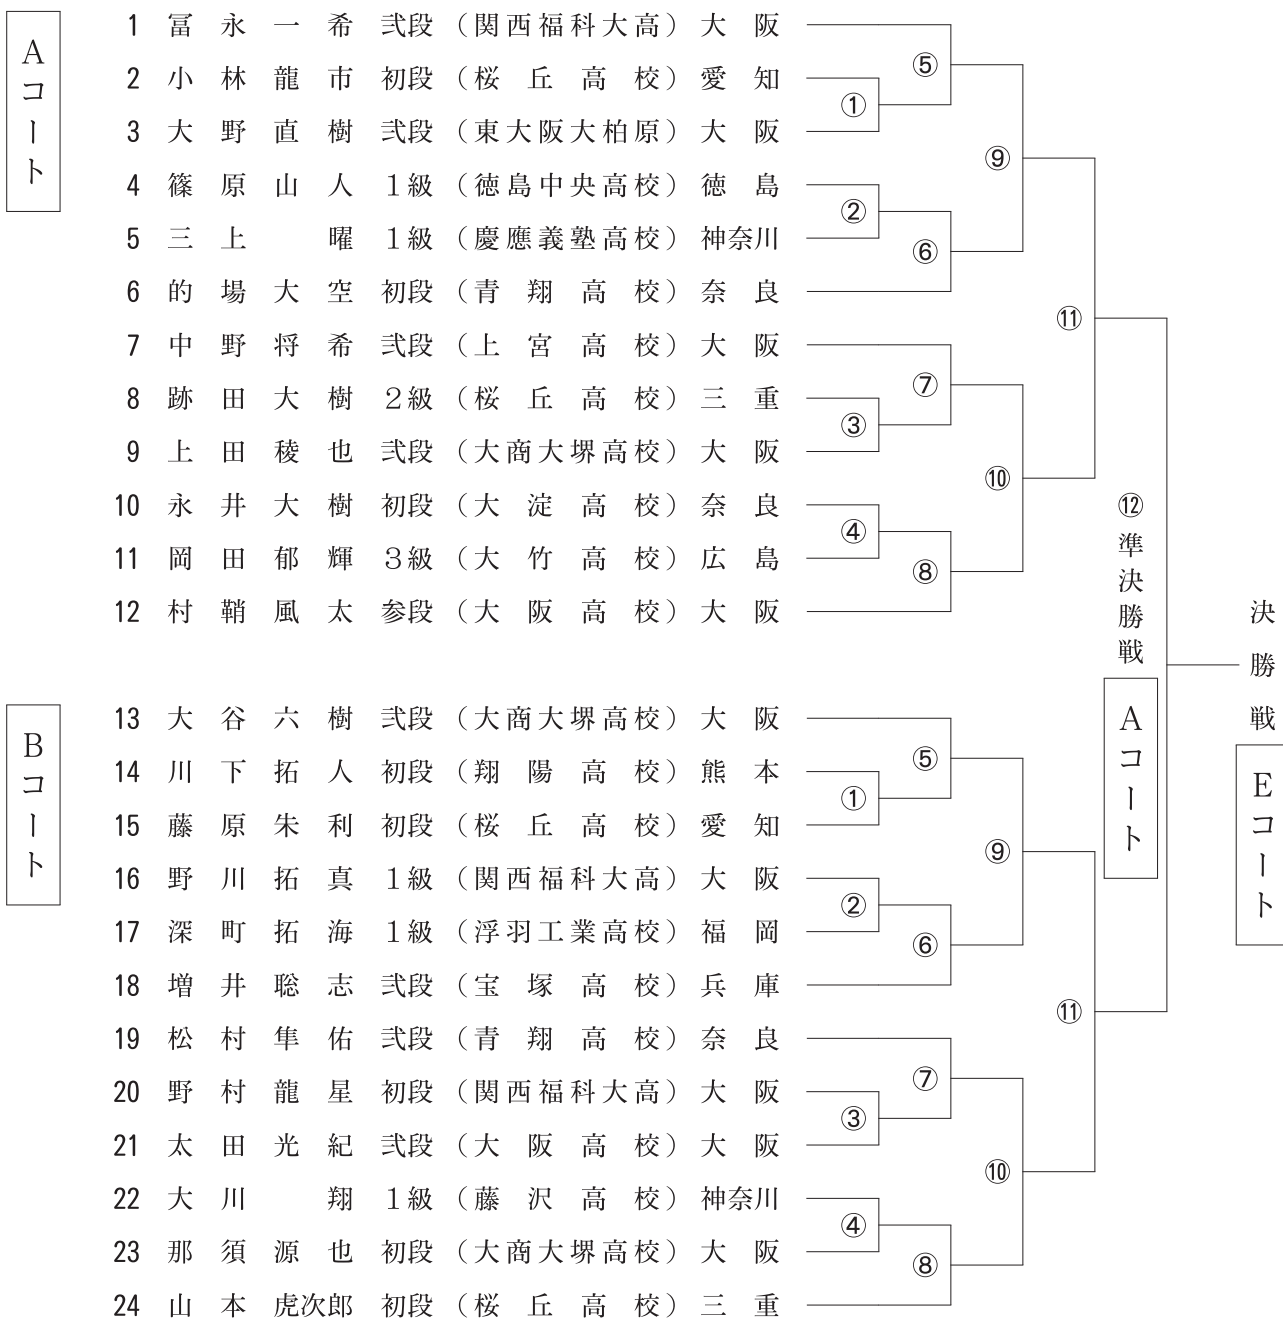 Aコート
1 冨永一希 弐段（関西福科大高）大阪
2 小林龍市 初段（桜丘高校）愛知
3 大野直樹 弐段（東大阪大柏原）大阪
4 篠原山人 1級（徳島中央高校）徳島
5 三上曜 1級（慶應義塾高校）神奈川
6 的場大空 初段（青翔高校）奈良
7 中野将希 弐段（上宮高校）大阪
8 跡田大樹 2級（桜丘高校）三重
9 上田稜也 弐段（大商大堺高校）大阪
10 永井大樹 初段（大淀高校）奈良
11 岡田郁輝 3級（大竹高校）広島
12 村鞘風太 参段（大阪高校）大阪
① ② ③ ④ ⑤ ⑥ ⑦ ⑧ ⑨ ⑩ ⑪
Bコート
13 大谷六樹 弐段（大商大堺高校）大阪
14 川下拓人 初段（翔陽高校）熊本
15 藤原朱利 初段（桜丘高校）愛知
16 野川拓真 1級（関西福科大高）大阪
17 深町拓海 1級（浮羽工業高校）福岡
18 増井聡志 弐段（宝塚高校）兵庫
19 松村隼佑 弐段（青翔高校）奈良
20 野村龍星 初段（関西福科大高）大阪
21 太田光紀 弐段（大阪高校）大阪
22 大川翔 1級（藤沢高校）神奈川
23 那須源也 初段（大商大堺高校）大阪
24 山本虎次郎 初段（桜丘高校）三重
① ② ③ ④ ⑤ ⑥ ⑦ ⑧ ⑨ ⑩ ⑪
⑫準決勝戦
Aコート
決勝戦
Eコート